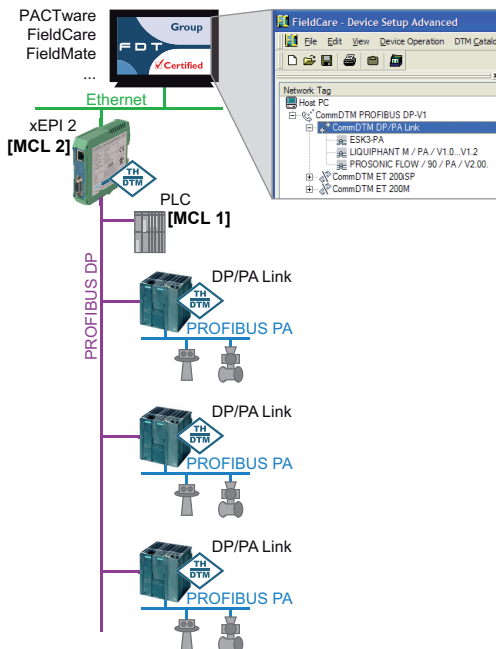 PACTware
FieldCare
FieldMate
...
Group
FDT
Certified
Ethernet
xEPI 2
[MCL 2]
TH
DTM
PLC
[MCL 1]
PROFIBUS DP
DP/PA Link
TH
DTM
PROFIBUS PA
DP/PA Link
TH
DTM
PROFIBUS PA
DP/PA Link
TH
DTM
PROFIBUS PA
FieldCare - Device Setup Advanced
File Edit View Device Operation DTM Catalo
Network Tag
Host PC
CommDTM PROFIBUS DP-V1
CommDTM DP/PA Link
ESK3-PA
LIQUIPHANT M / PA / V1.0...V1.2
PROSONIC FLOW / 90 / PA / V2.00.
CommDTM ET 200iSP
CommDTM ET 200M